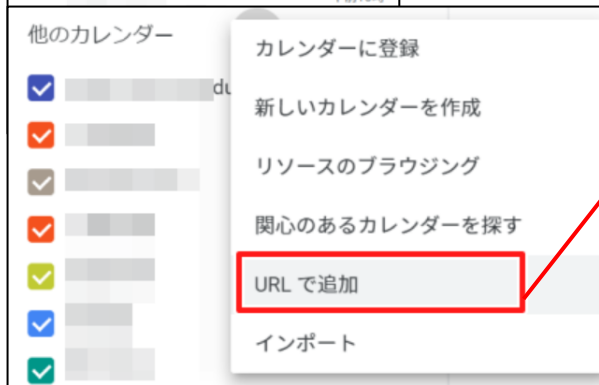 他のカレンダー
カレンダーに登録
新しいカレンダーを作成
リソースのブラウジング
関心のあるカレンダーを探す
URL で追加
インポート